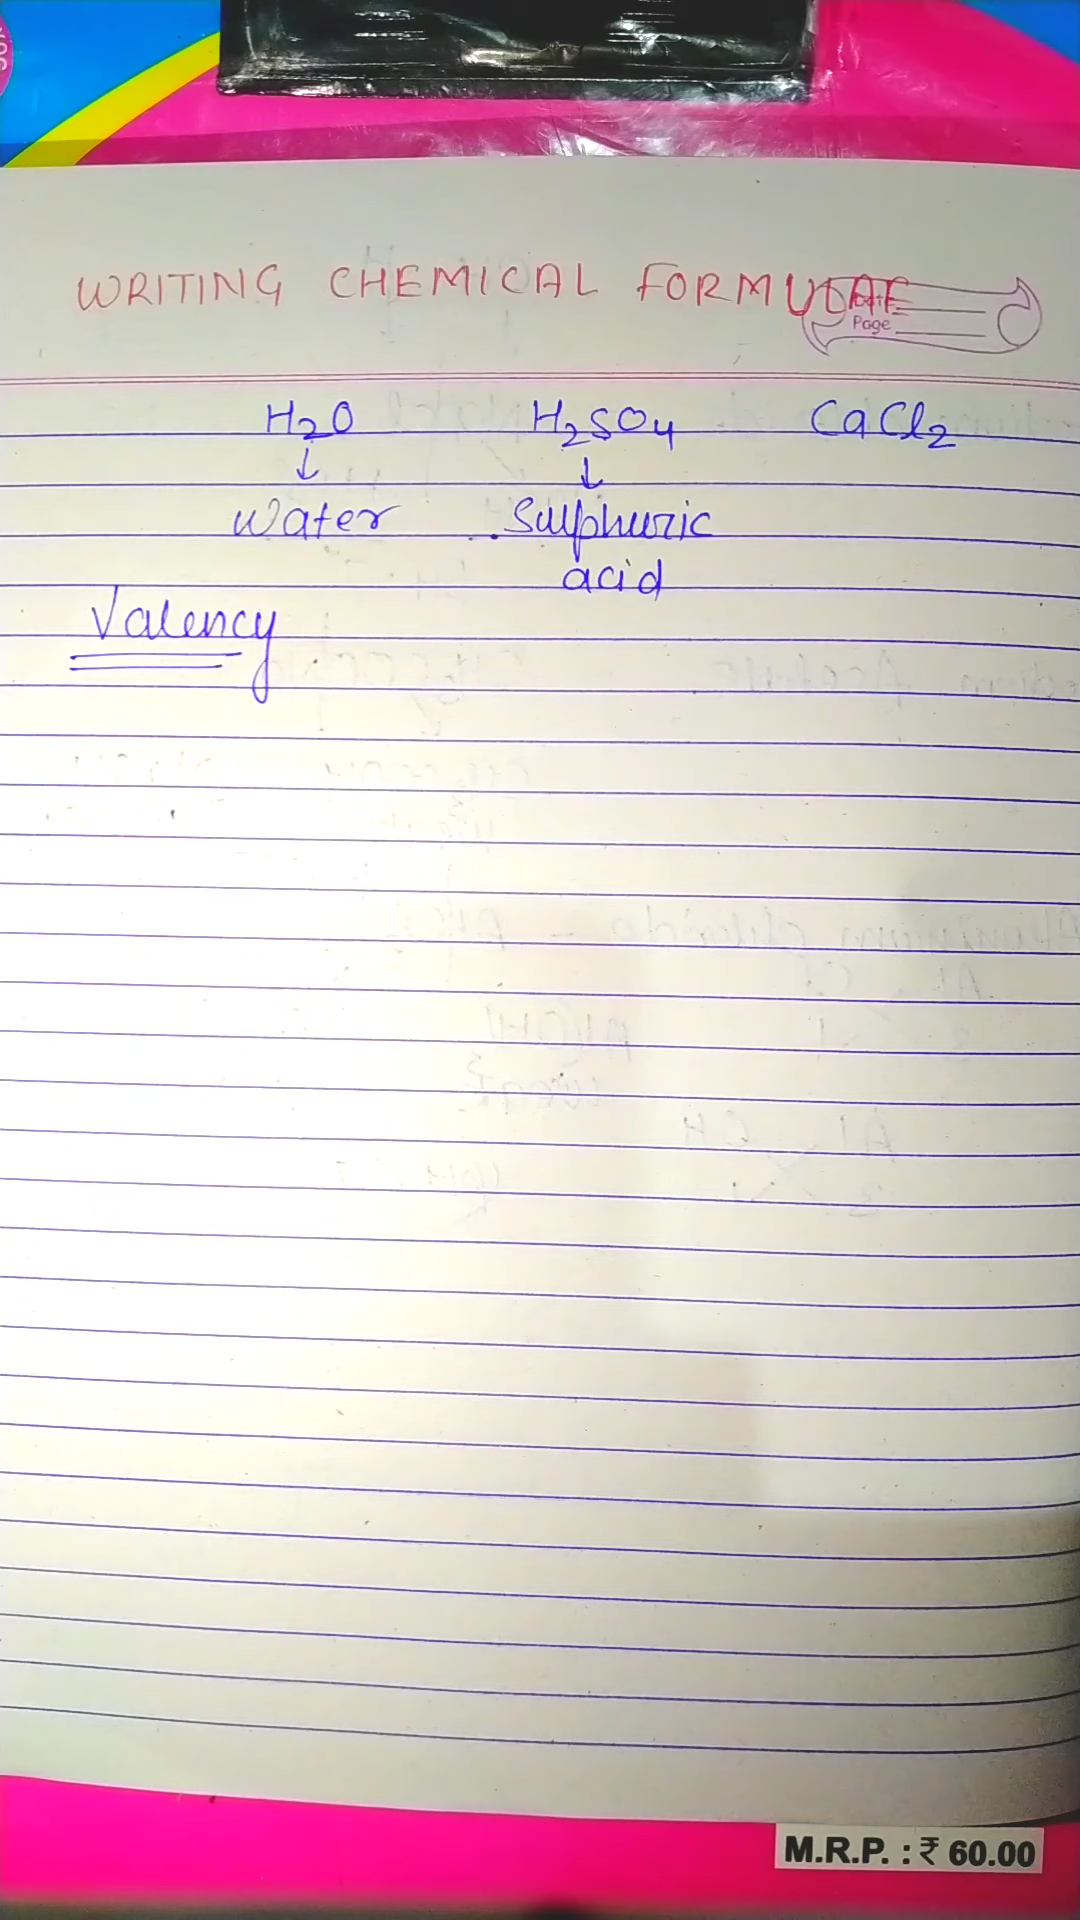 WRITING CHEMICAL FORMULAE
Page
H2O H2SO4 CaCl2
↓ ↓
Water Sulphuric
acid
Valency
M.R.P. : ₹ 60.00